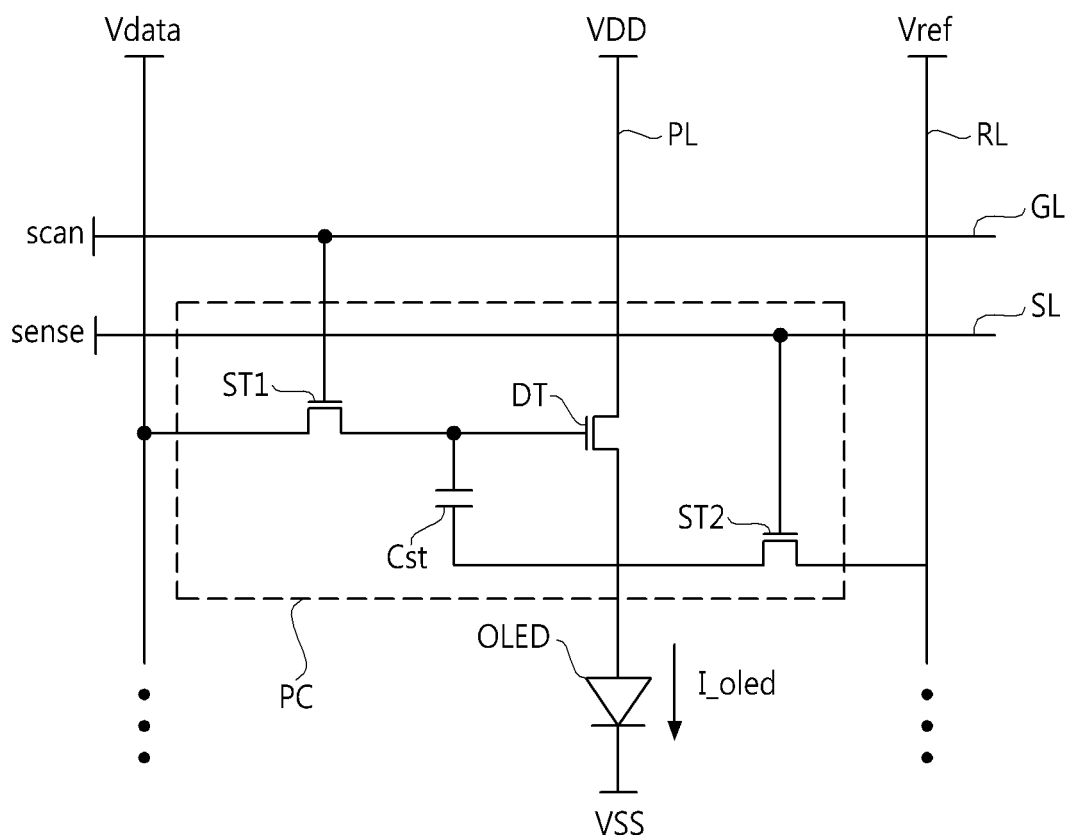 Vdata
VDD
Vref
PL
RL
GL
scan
SL
sense
ST1
DT
ST2
Cst
OLED
I_oled
PC
VSS